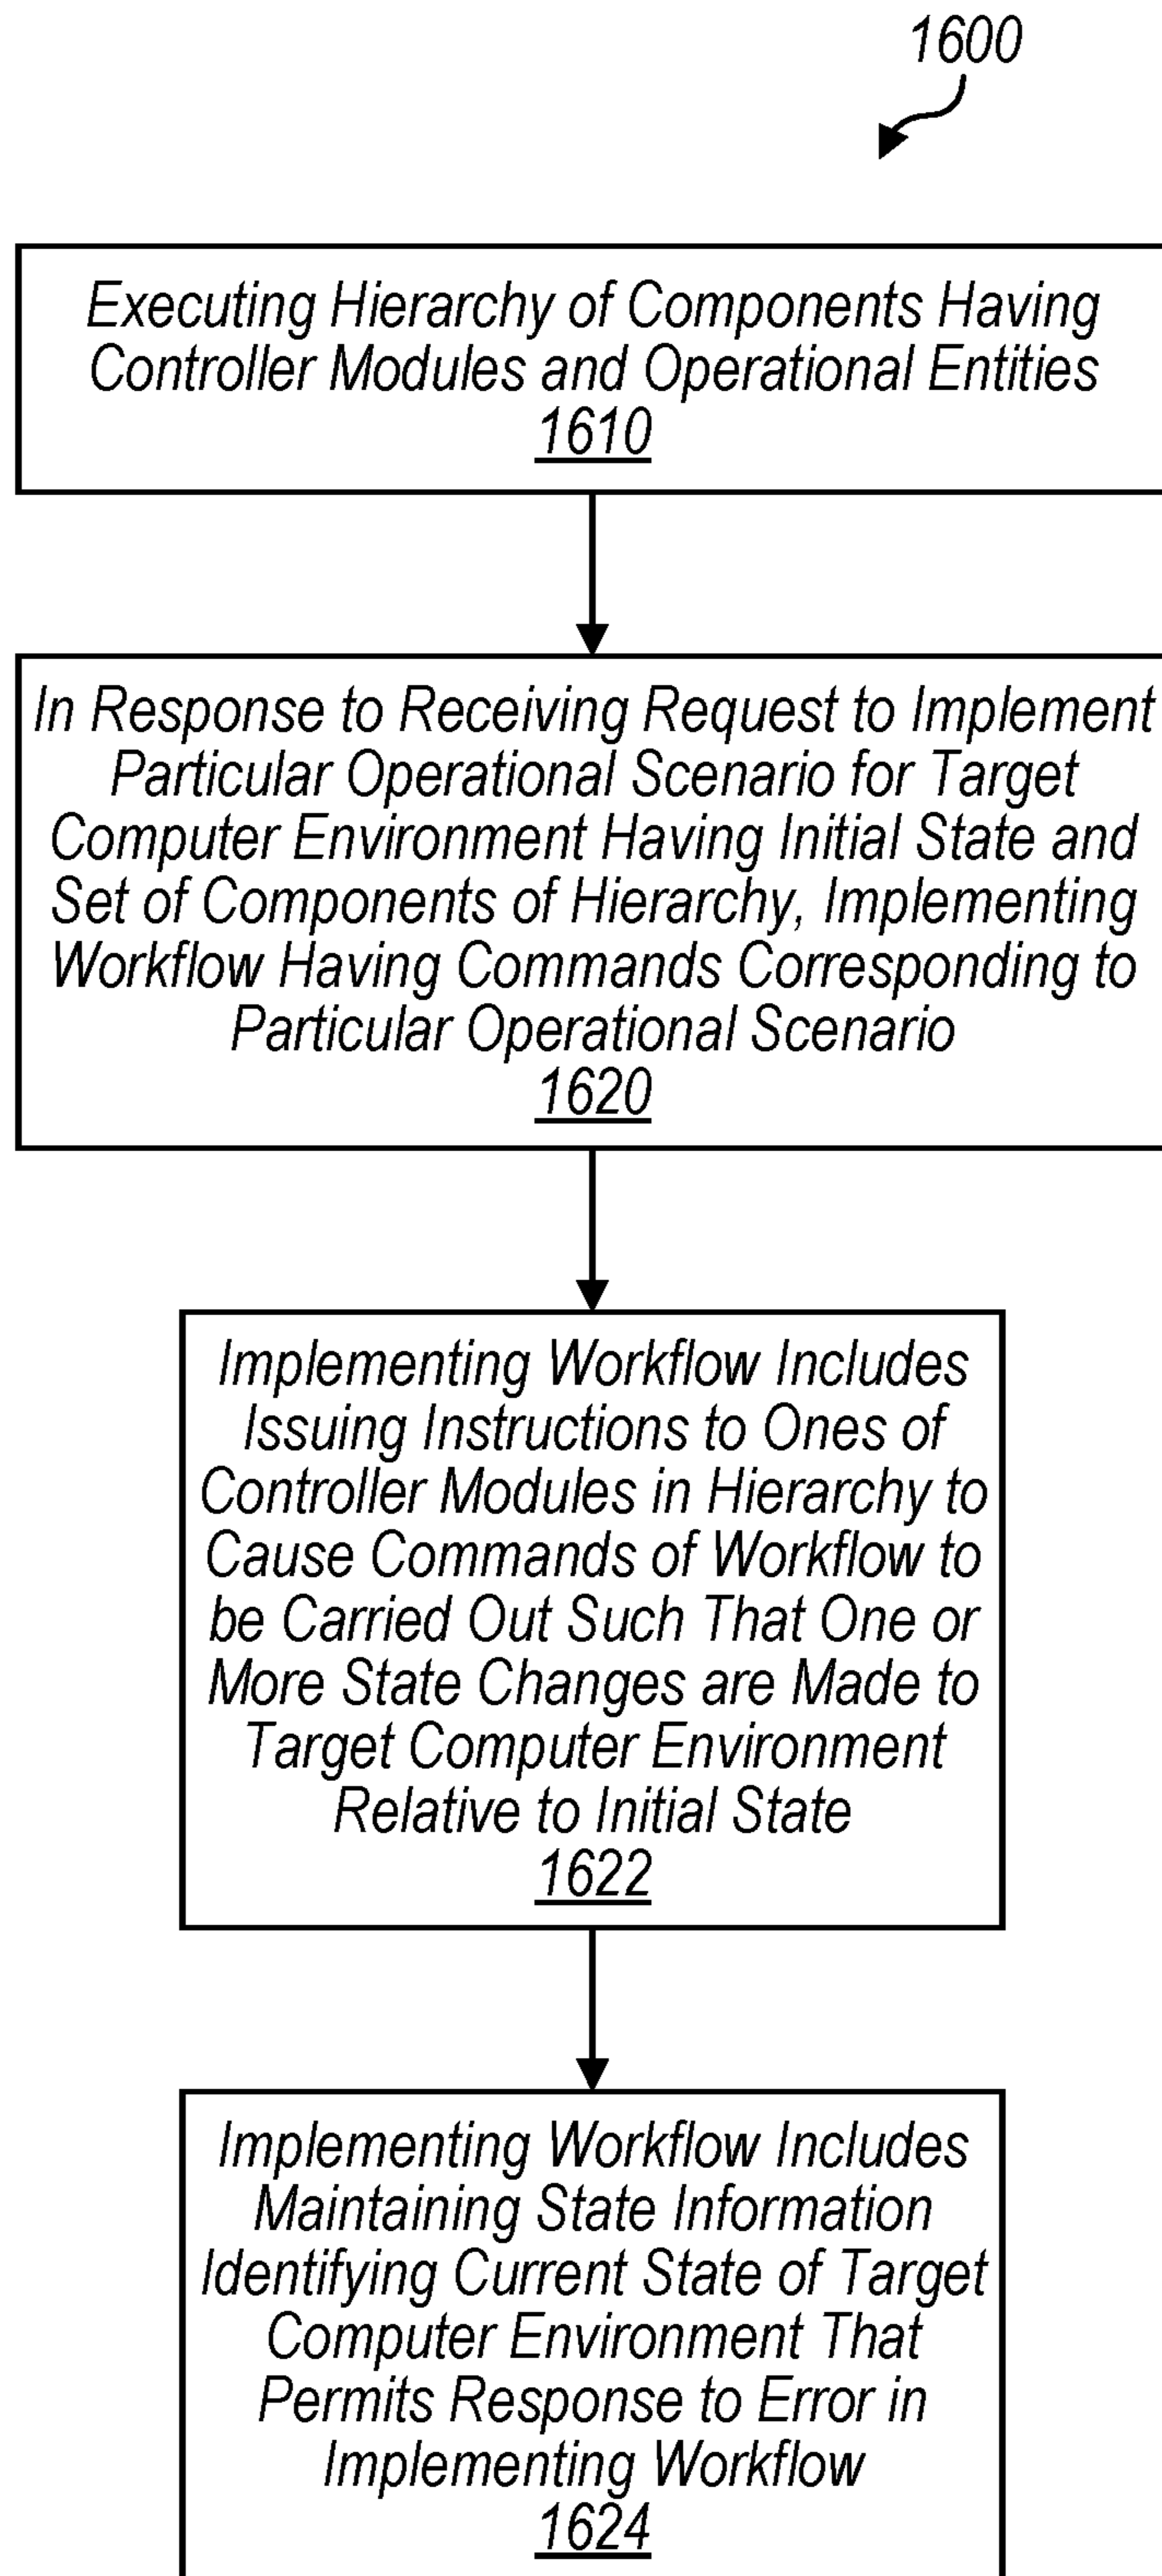 1600
Executing Hierarchy of Components Having
Controller Modules and Operational Entities
1610
In Response to Receiving Request to Implement
Particular Operational Scenario for Target
Computer Environment Having Initial State and
Set of Components of Hierarchy, Implementing
Workflow Having Commands Corresponding to
Particular Operational Scenario
1620
Implementing Workflow Includes
Issuing Instructions to Ones of
Controller Modules in Hierarchy to
Cause Commands of Workflow to
be Carried Out Such That One or
More State Changes are Made to
Target Computer Environment
Relative to Initial State
1622
Implementing Workflow Includes
Maintaining State Information
Identifying Current State of Target
Computer Environment That
Permits Response to Error in
Implementing Workflow
1624